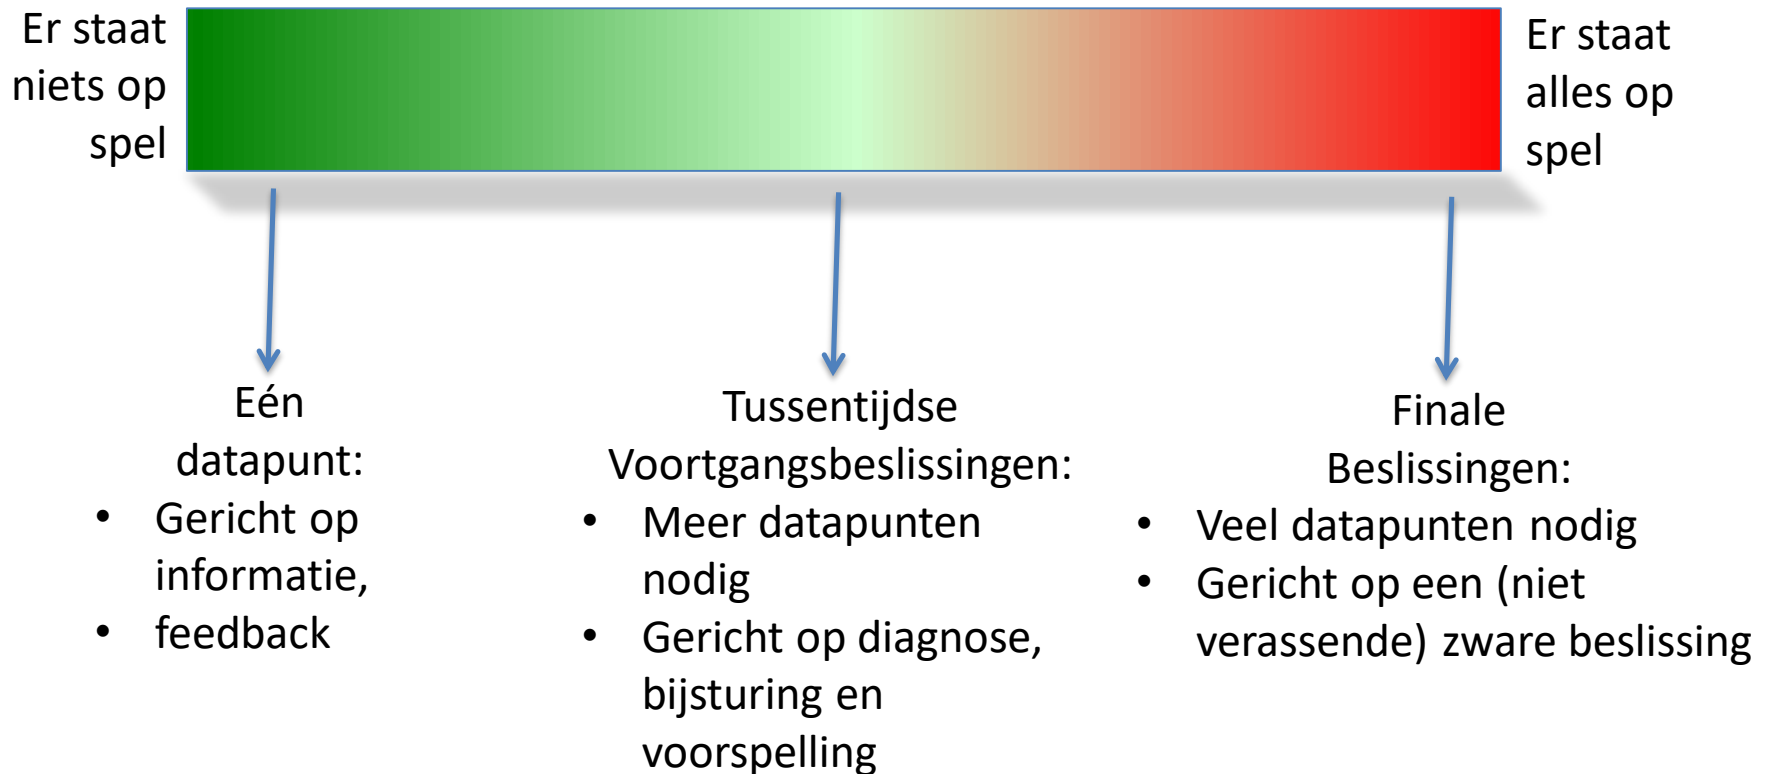 Er staat
niets op
spel
Er staat
alles op
spel
Eén
datapunt:
• Gericht op
informatie,
• feedback
Tussentijdse
Voortgangsbeslissingen:
• Meer datapunten
nodig
• Gericht op diagnose,
bijsturing en
voorspelling
Finale
Beslissingen:
• Veel datapunten nodig
• Gericht op een (niet
verassende) zware beslissing